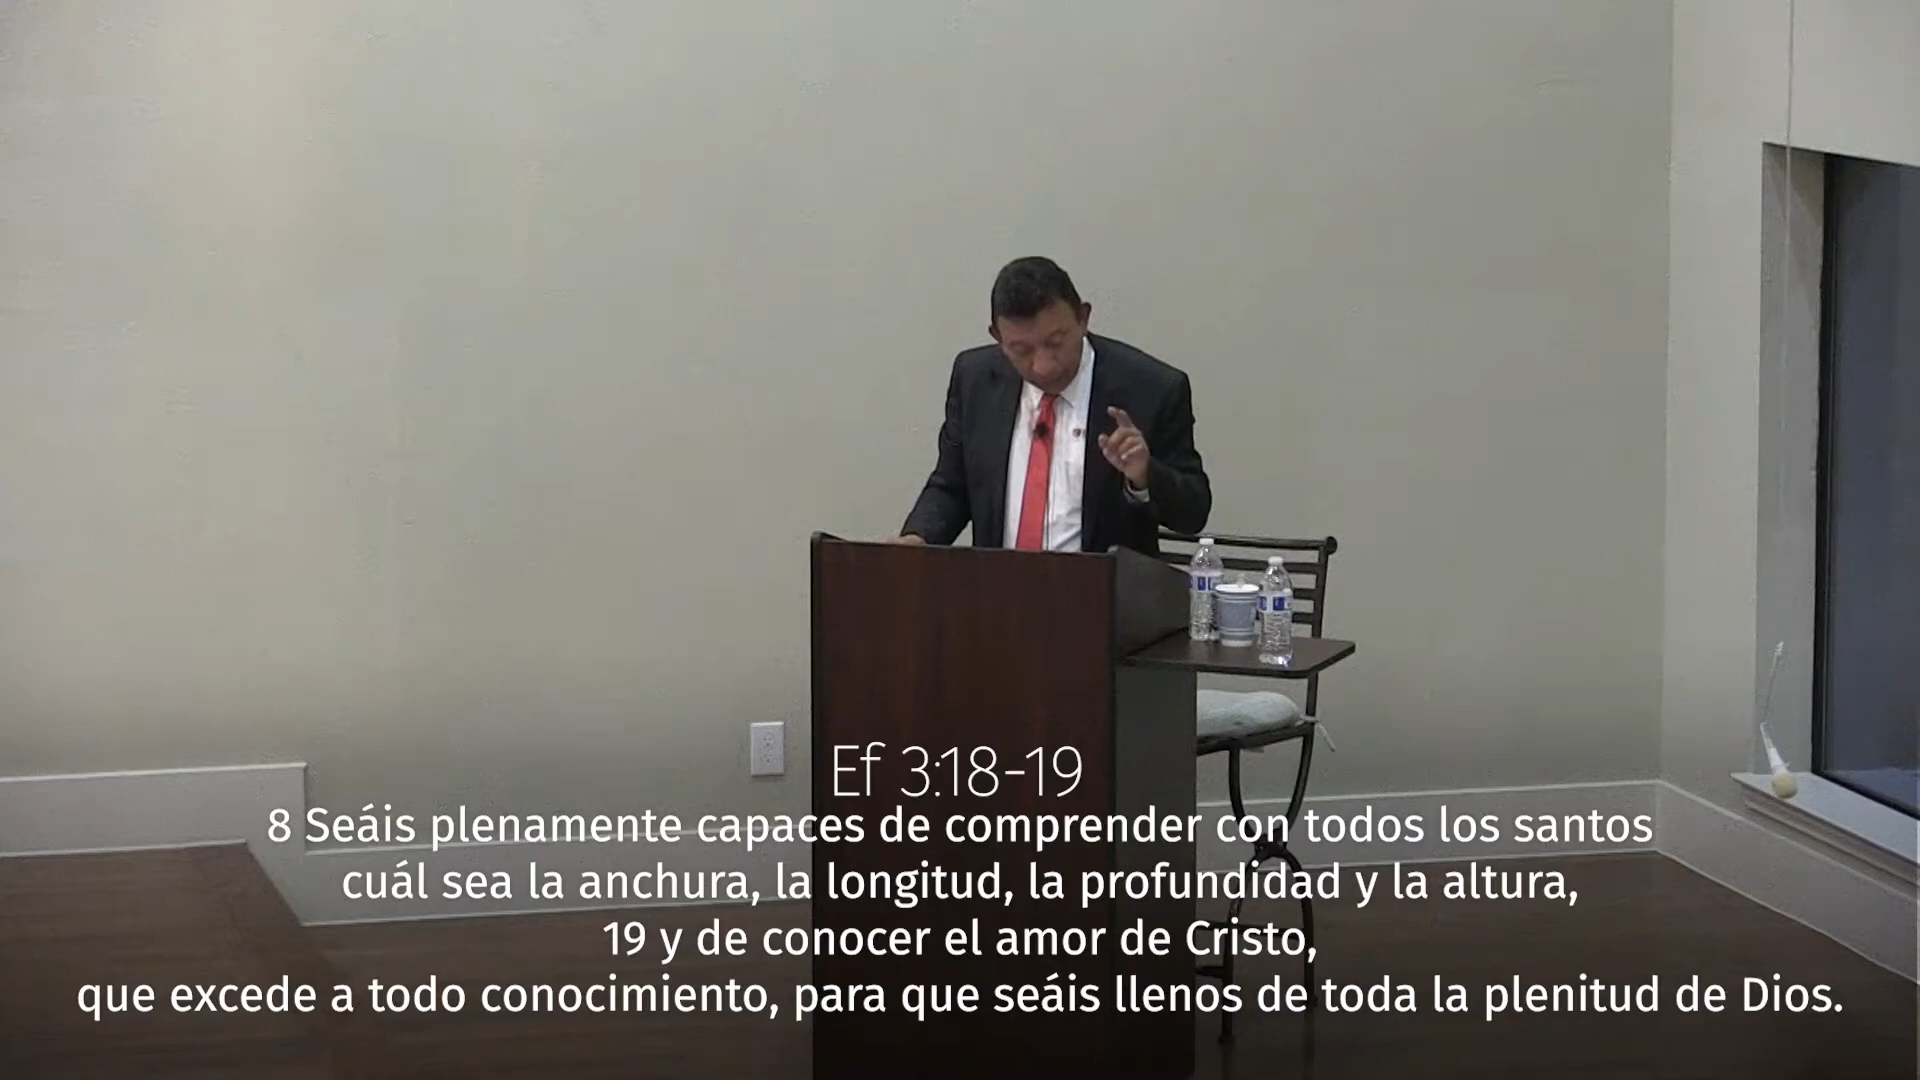 Ef 3:18-19
8 Seáis plenamente capaces de comprender con todos los santos
cuál sea la anchura, la longitud, la profundidad y la altura,
19 y de conocer el amor de Cristo,
que excede a todo conocimiento, para que seáis llenos de toda la plenitud de Dios.